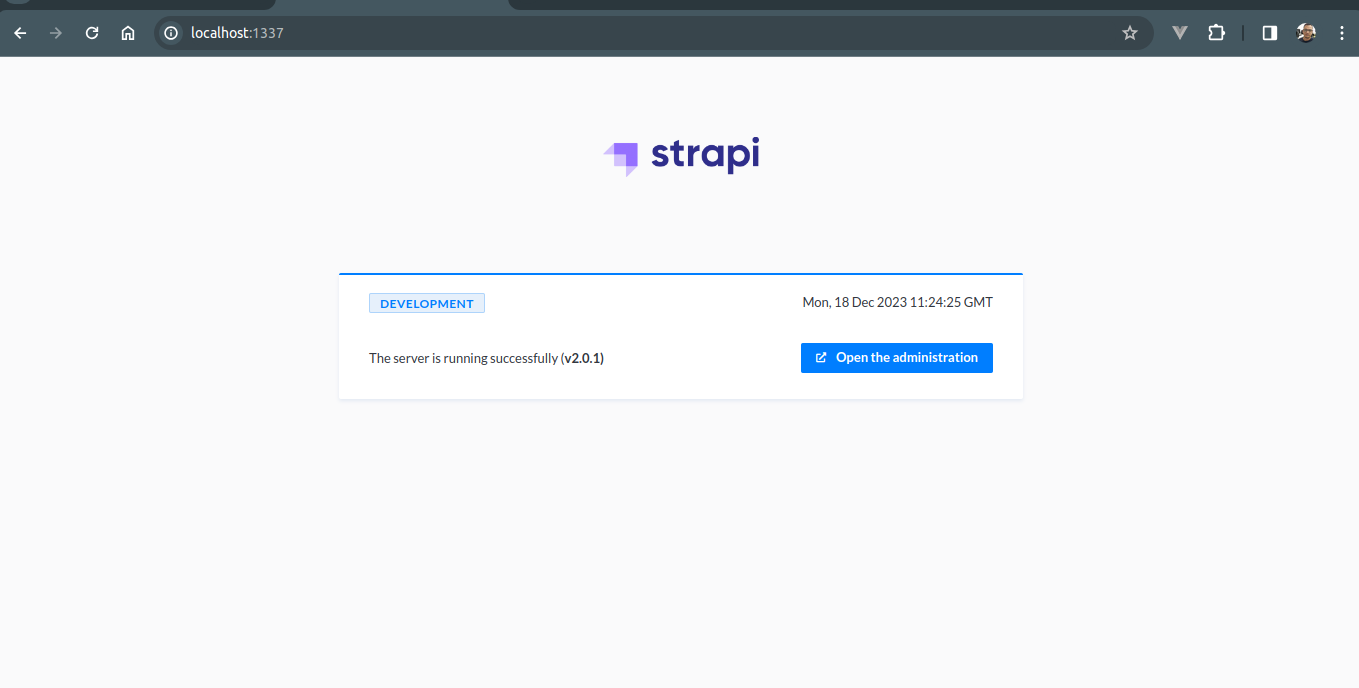 localhost:1337
strapi
DEVELOPMENT
Mon, 18 Dec 2023 11:24:25 GMT
The server is running successfully (v2.0.1)
Open the administration